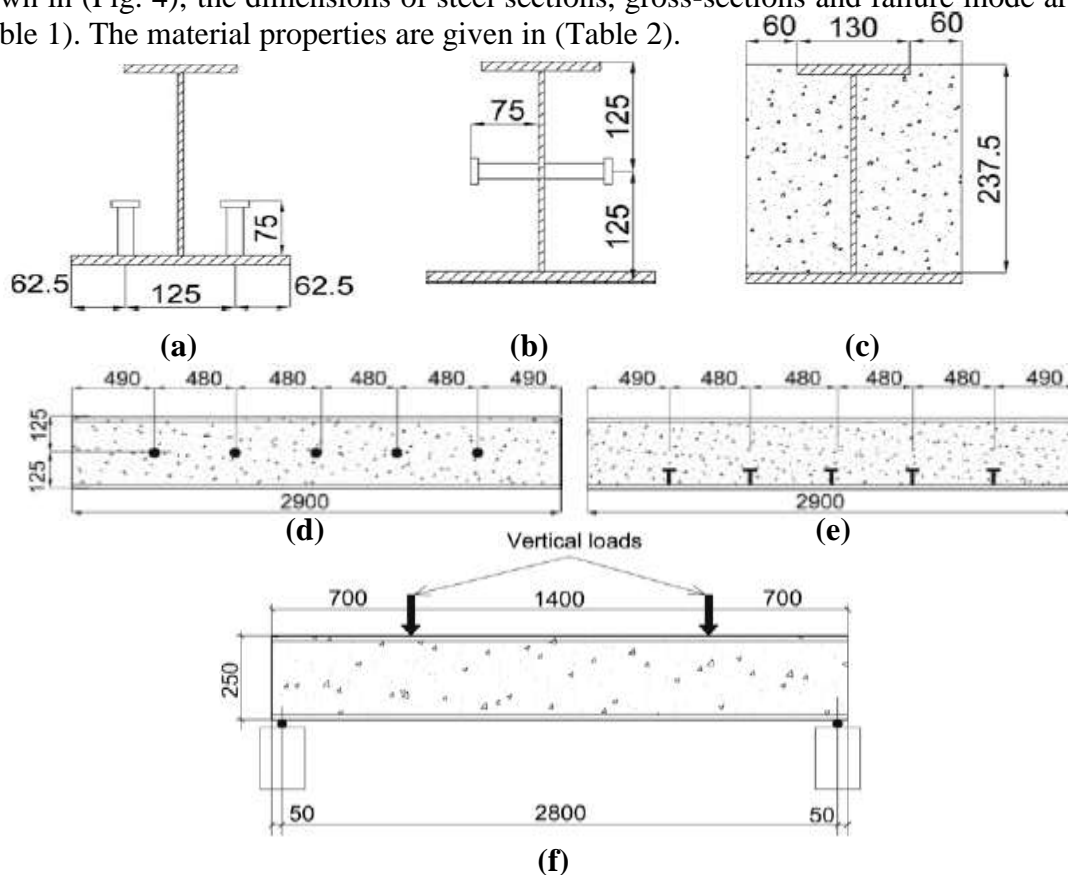 wn in (Fig. 4), the dimensions of steel sections, gross-sections and failure mode ar
ble 1). The material properties are given in (Table 2).
60 130 60
75
62.5 125 62.5
75
125
125
237.5
(a) (b) (c)
490 480 480 480 480 490
125
125
2900
490 480 480 480 480 490
2900
(d) (e)
Vertical loads
700 1400 700
250
50 2800 50
(f)